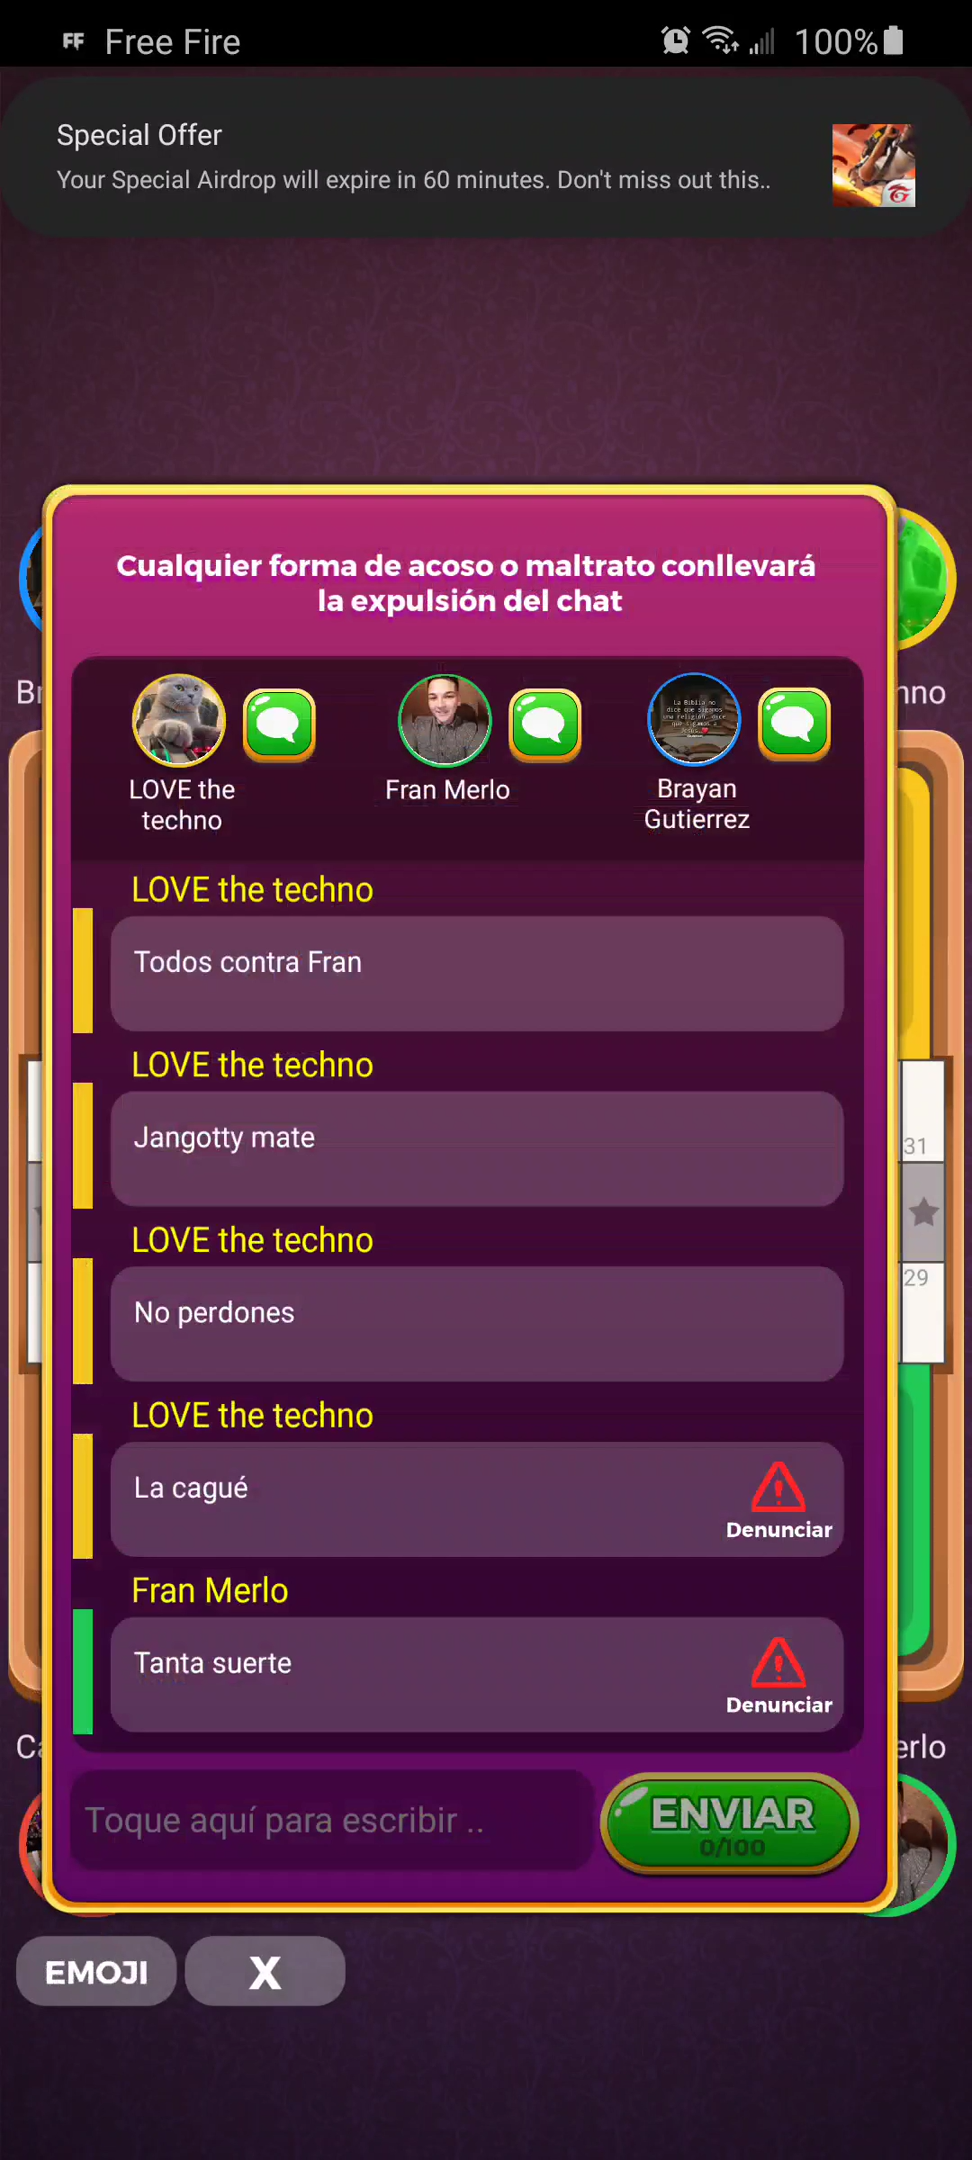 Free Fire
100%
Special Offer
Your Special Airdrop will expire in 60 minutes. Don't miss out this..
Cualquier forma de acoso o maltrato conllevará
la expulsión del chat
LOVE the
techno
Fran Merlo
Brayan
Gutierrez
LOVE the techno
Todos contra Fran
LOVE the techno
Jangotty mate
31
LOVE the techno
29
No perdones
LOVE the techno
La cagué
Denunciar
Fran Merlo
Tanta suerte
Denunciar
Toque aquí para escribir ..
ENVIAR
0/100
EMOJI
X